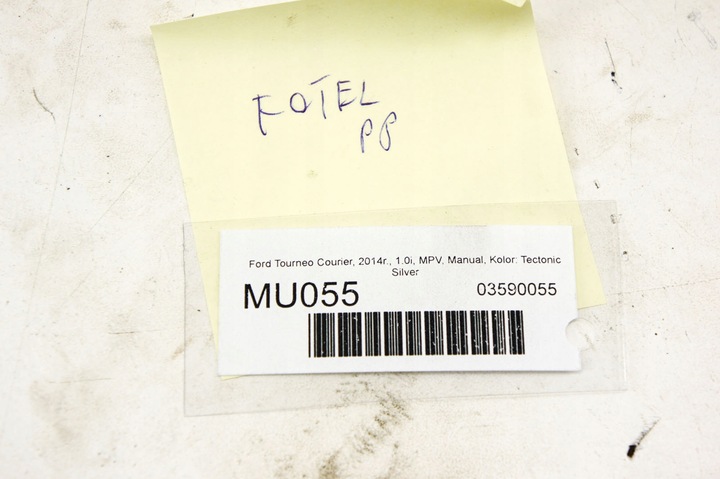 FOTEL
PP
Ford Tourneo Courier, 2014r., 1.0i, MPV, Manual, Kolor: Tectonic
Silver
MU055 03590055